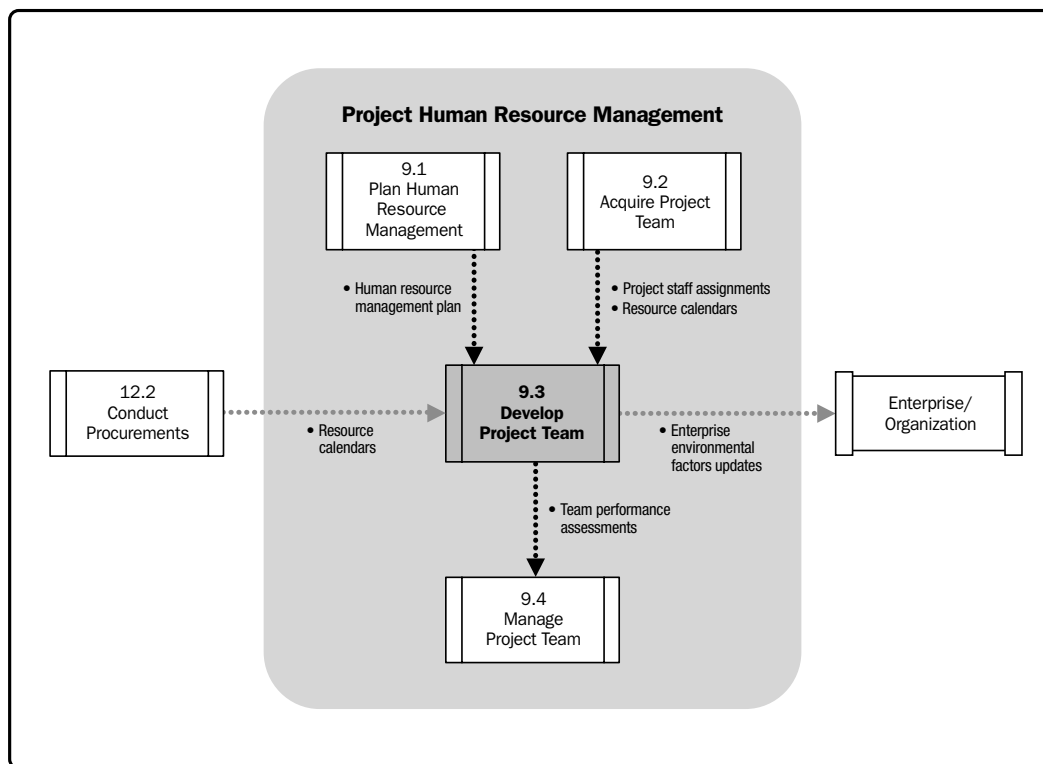 Project Human Resource Management
9.1
Plan Human
Resource
Management
9.2
Acquire Project
Team
• Human resource
management plan
• Project staff assignments
• Resource calendars
12.2
Conduct
Procurements
9.3
Develop
Project Team
Enterprise/
Organization
• Resource
calendars
• Enterprise
environmental
factors updates
• Team performance
assessments
9.4
Manage
Project Team